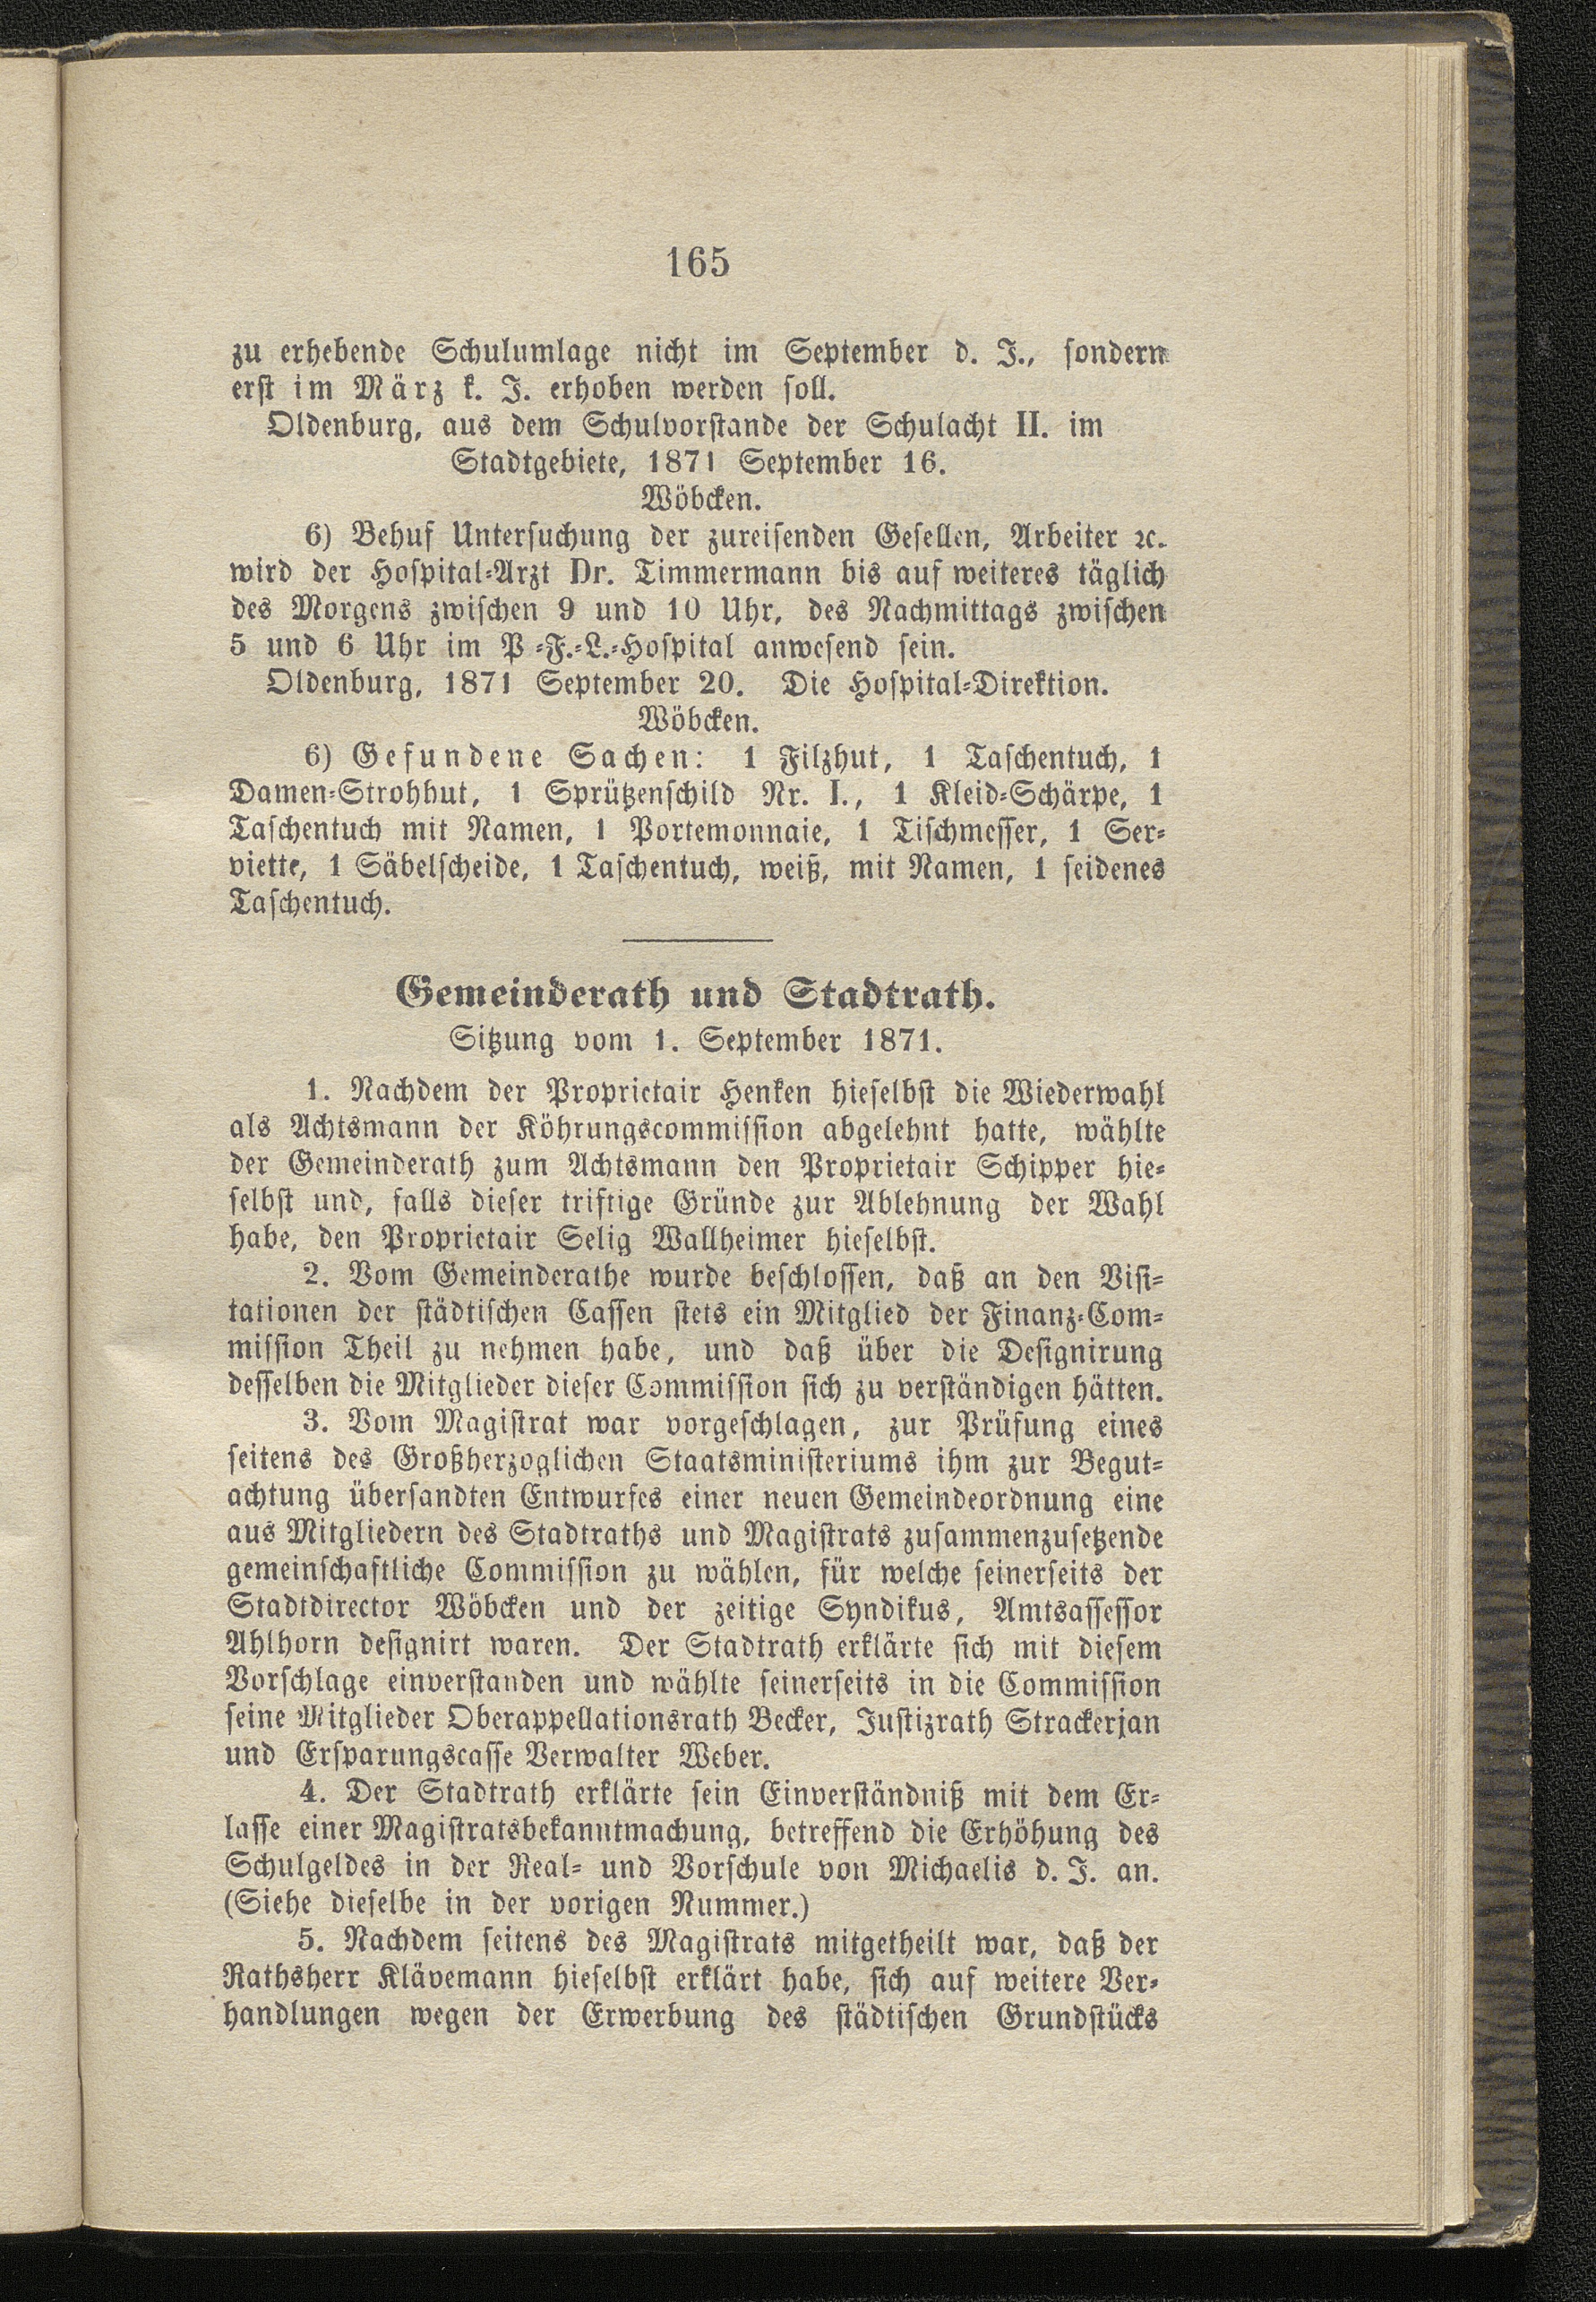 165
zu erhebende Schulumlage nicht im September d. J., sondern
erst im März k. J. erhoben werden soll.
Oldenburg, aus dem Schulvorstande der Schulacht II. im
Stadtgebiete, 1871 September 16.
Wöbcken.
6) Behuf Untersuchung der zureisenden Gesellen, Arbeiter ꝛc.
wird der Hospital-Arzt Dr. Timmermann bis auf weiteres täglich
des Morgens zwischen 9 und 10 Uhr, des Nachmittags zwischen
5 und 6 Uhr im P -F.-L.-Hospital anwesend sein.
Oldenburg, 1871 September 20. Die Hospital-Direktion.
Wöbcken.
6) Gefundene Sachen: 1 Filzhut, 1 Taschentuch, 1
Damen-Strohhut, 1 Sprützenschild Nr. I., 1 Kleid-Schärpe, 1
Taschentuch mit Namen, 1 Portemonnaie, 1 Tischmesser, 1 Ser-
viette, 1 Säbelscheide, 1 Taschentuch, weiß, mit Namen, 1 seidenes
Taschentuch.
Gemeinderath und Stadtrath.
Sitzung vom 1. September 1871.
1. Nachdem der Proprietair Henken hieselbst die Wiederwahl
als Achtsmann der Köhrungscommission abgelehnt hatte, wählte
der Gemeinderath zum Achtsmann den Proprietair Schipper hie-
selbst und, falls dieser triftige Gründe zur Ablehnung der Wahl
habe, den Proprietair Selig Wallheimer hieselbst.
2. Vom Gemeinderathe wurde beschlossen, daß an den Visi-
tationen der städtischen Cassen stets ein Mitglied der Finanz-Com-
mission Theil zu nehmen habe, und daß über die Designirung
desselben die Mitglieder dieser Commission sich zu verständigen hätten.
3. Vom Magistrat war vorgeschlagen, zur Prüfung eines
seitens des Großherzoglichen Staatsministeriums ihm zur Begut-
achtung übersandten Entwurfes einer neuen Gemeindeordnung eine
aus Mitgliedern des Stadtraths und Magistrats zusammenzusetzende
gemeinschaftliche Commission zu wählen, für welche seinerseits der
Stadtdirector Wöbcken und der zeitige Syndikus, Amtsassessor
Ahlhorn designirt waren. Der Stadtrath erklärte sich mit diesem
Vorschlage einverstanden und wählte seinerseits in die Commission
seine Mitglieder Oberappellationsrath Becker, Justizrath Strackerjan
und Ersparungscasse Verwalter Weber.
4. Der Stadtrath erklärte sein Einverständniß mit dem Er-
lasse einer Magistratsbekanntmachung, betreffend die Erhöhung des
Schulgeldes in der Real- und Vorschule von Michaelis d. J. an.
(Siehe dieselbe in der vorigen Nummer.)
5. Nachdem seitens des Magistrats mitgetheilt war, daß der
Rathsherr Klävemann hieselbst erklärt habe, sich auf weitere Ver-
handlungen wegen der Erwerbung des städtischen Grundstücks